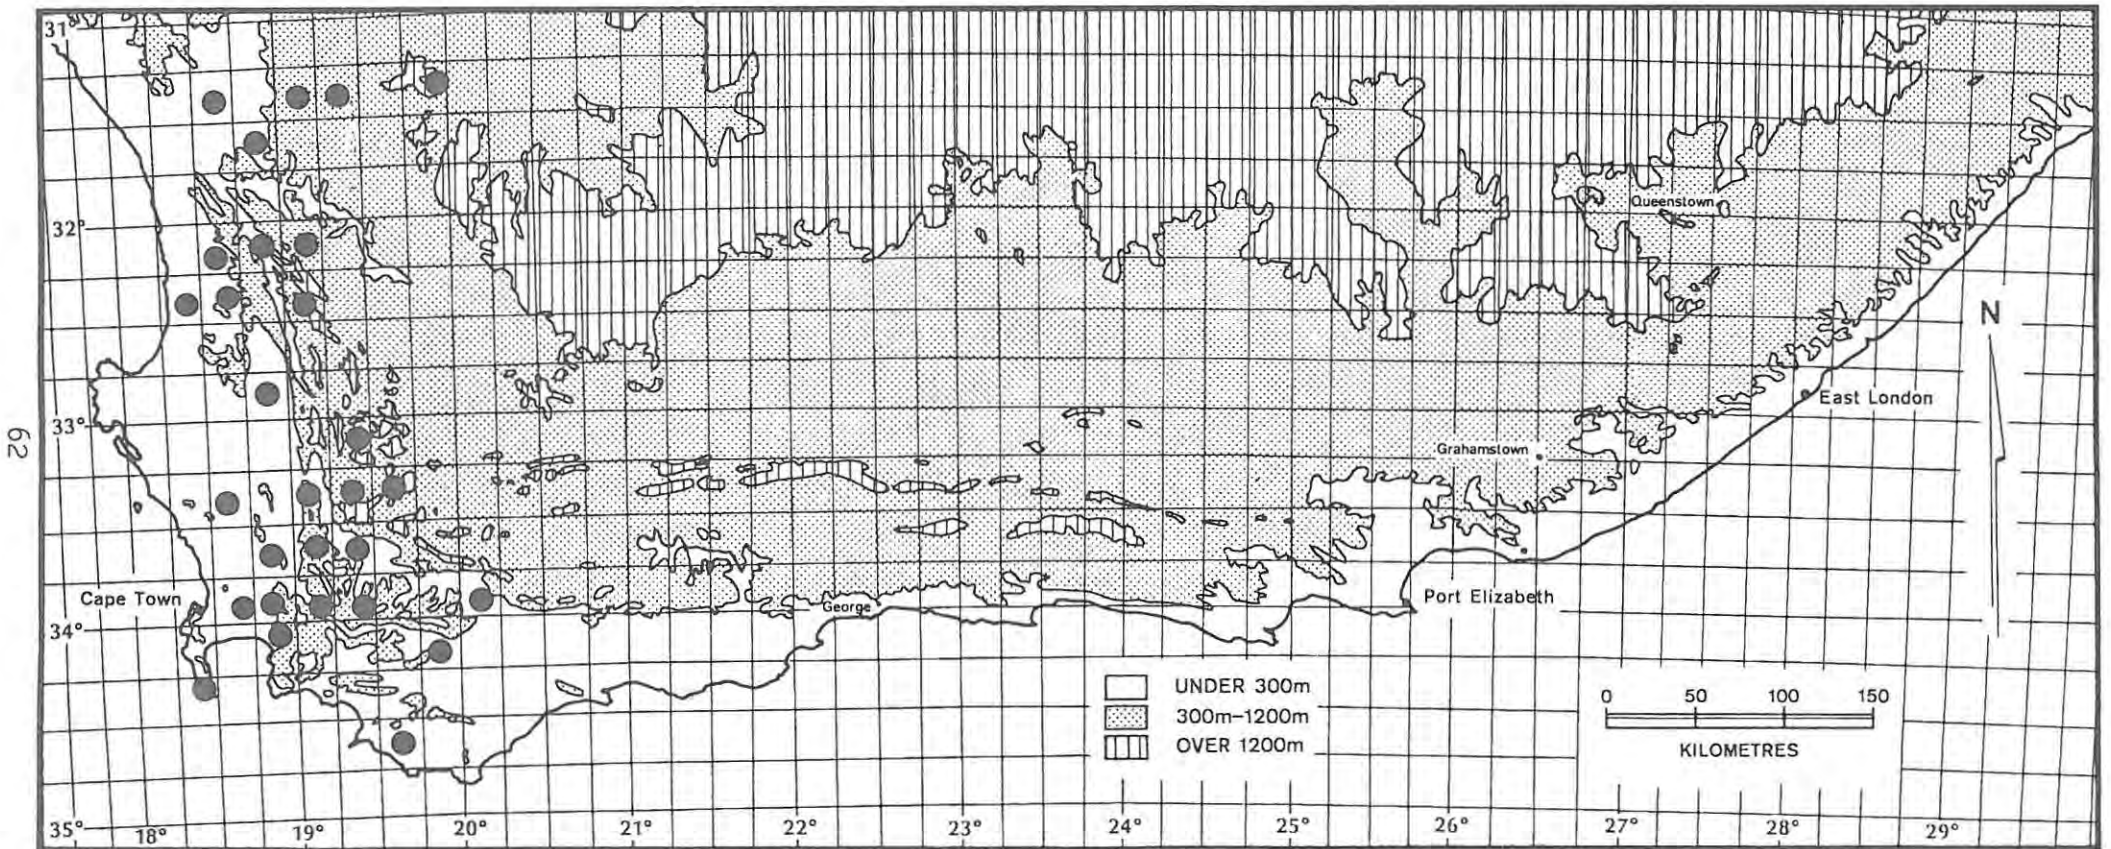 31°
32°
33°
34°
35°
62
Queenstown
East London
Grahamstown
N
Cape Town
George
Port Elizabeth
UNDER 300m
300m–1200m
OVER 1200m
0 50 100 150
KILOMETRES
18° 19° 20° 21° 22° 23° 24° 25° 26° 27° 28° 29°